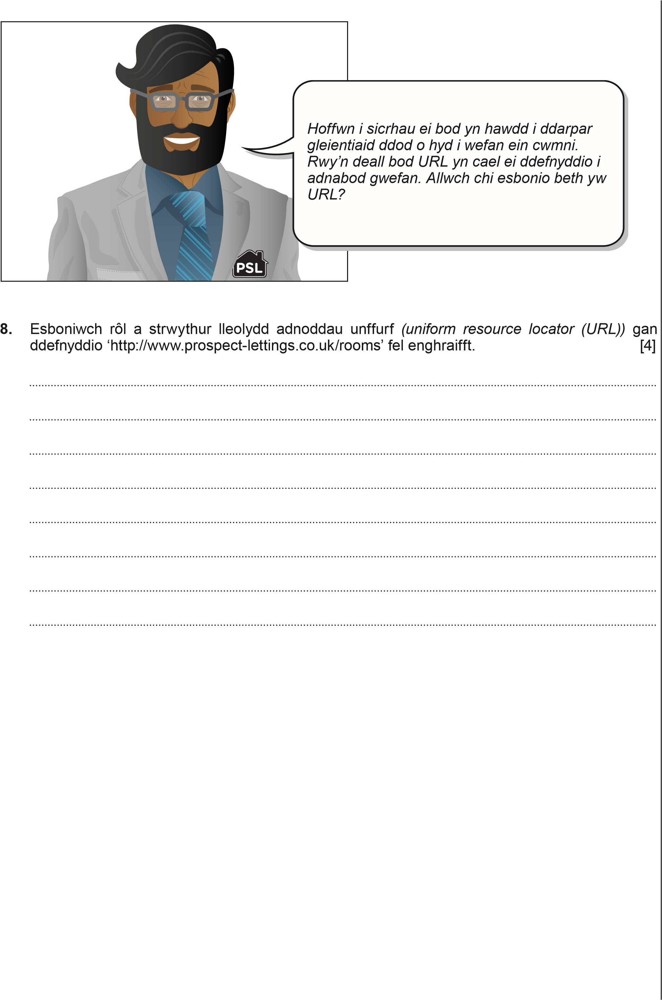 Hoffwn i sicrhau ei bod yn hawdd i ddarpar
gleientiaid ddod o hyd i wefan ein cwmni.
Rwy’n deall bod URL yn cael ei ddefnyddio i
adnabod gwefan. Allwch chi esbonio beth yw
URL?
PSL
8. Esboniwch rôl a strwythur lleolydd adnoddau unffurf (uniform resource locator (URL)) gan
ddefnyddio ‘http://www.prospect-lettings.co.uk/rooms’ fel enghraifft. [4]